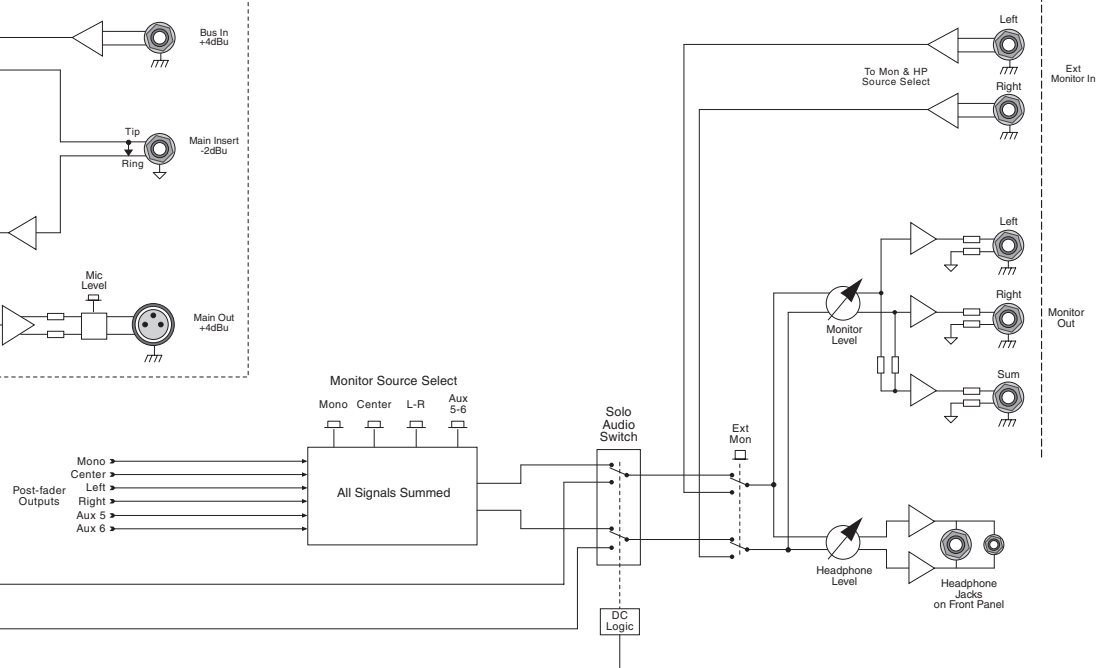 Bus In
+4dBu
Tip
Ring
Main Insert
-2dBu
Mic
Level
Main Out
+4dBu
Left
To Mon & HP
Source Select
Right
Ext
Monitor In
Left
Right
Monitor
Level
Monitor
Out
Sum
Monitor Source Select
Mono
Center
L-R
Aux
5-6
Solo
Audio
Switch
Ext
Mon
Post-fader
Outputs
Mono
Center
Left
Right
Aux 5
Aux 6
All Signals Summed
DC
Logic
Headphone
Level
Headphone
Jacks
on Front Panel